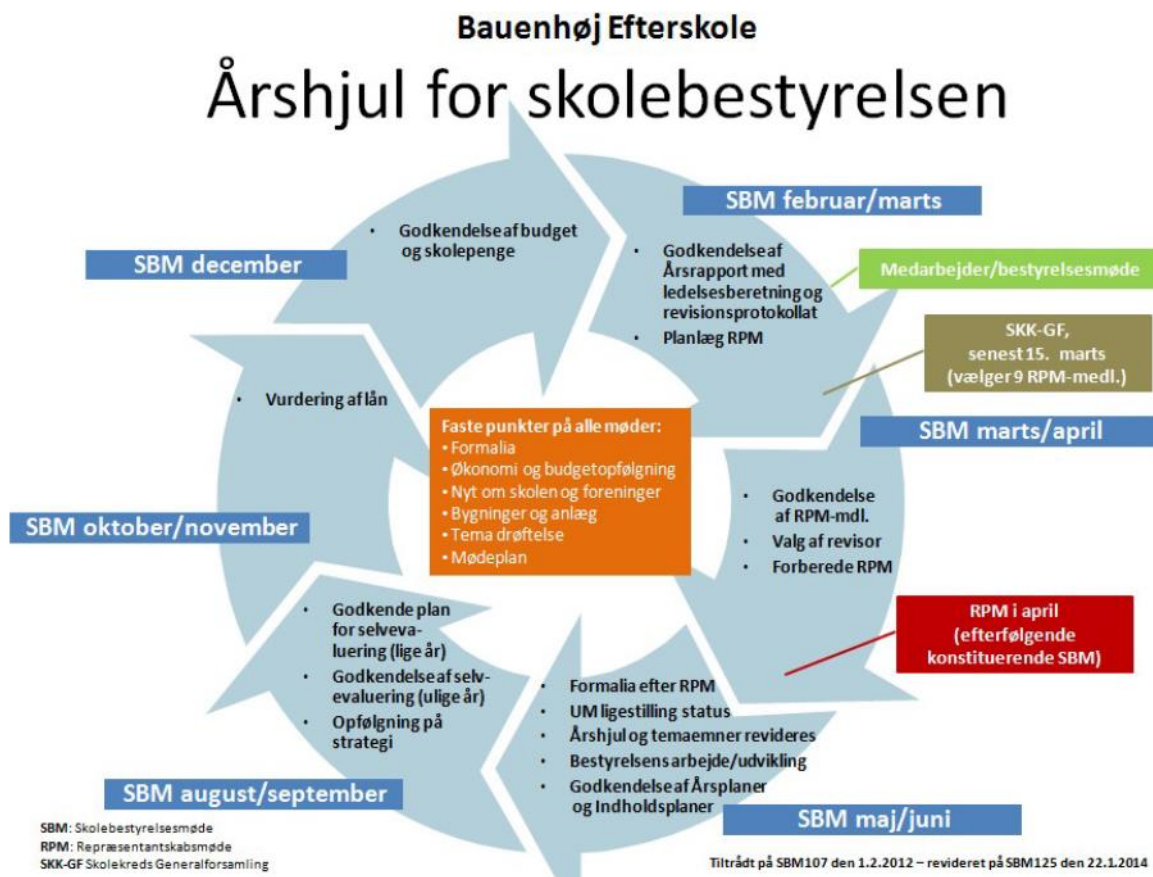 Bauenhøj Efterskole
Årshjul for skolebestyrelsen
SBM februar/marts
• Godkendelse af
Årsrapport med
ledelsesberetning og
revisionsprotokollat
• Planlæg RPM
Medarbejder/bestyrelsesmøde
SKK-GF,
senest 15. marts
(vælger 9 RPM-medl.)
SBM marts/april
• Godkendelse
af RPM-mdl.
• Valg af revisor
• Forberede RPM
RPM i april
(efterfølgende
konstituerende SBM)
SBM maj/juni
• Formalia efter RPM
• UM ligestilling status
• Årshjul og temaemner revideres
• Bestyrelsens arbejde/udvikling
• Godkendelse af Årsplaner
og Indholdsplaner
SBM august/september
• Godkende plan
for seleva-
luering (lige år)
• Godkendelse af selv-
evaluering (ulige år)
• Opfølgning på
strategi
SBM oktober/november
• Vurdering af lån
SBM december
• Godkendelse af budget
og skolepenge
Faste punkter på alle møder:
• Formalia
• Økonomi og budgetopfølgning
• Nyt om skolen og foreninger
• Bygninger og anlæg
• Tema drøftelse
• Mødeplan
SBM: Skolebestyrelsesmøde
RPM: Repræsentantskabsmøde
SKK-GF Skolekreds Generalforsamling
Tiltrådt på SBM107 den 1.2.2012 – revideret på SBM125 den 22.1.2014